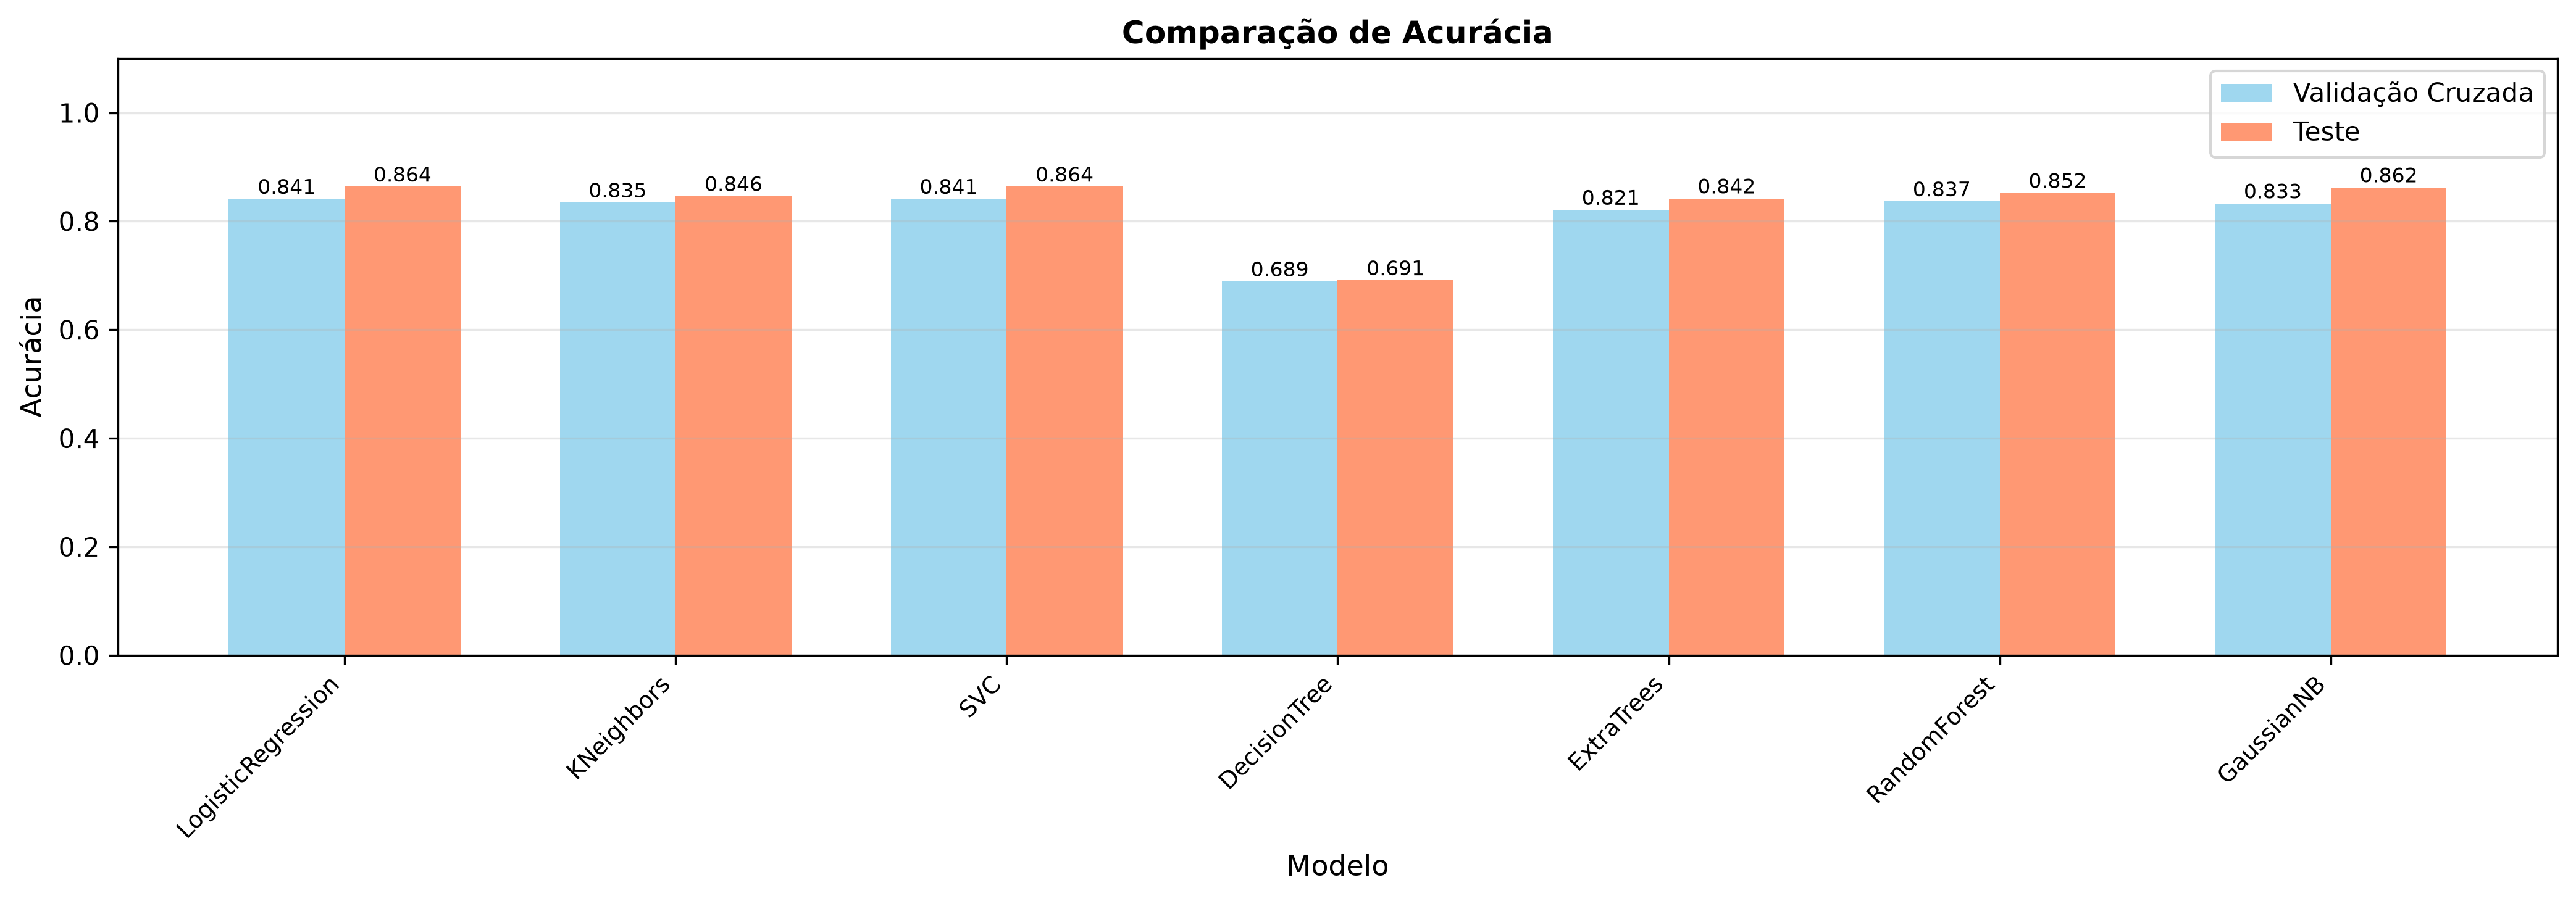 Comparação de Acurácia
Validação Cruzada
Teste
Acurácia
1.0
0.8
0.6
0.4
0.2
0.0
0.841 0.864
0.835 0.846
0.841 0.864
0.689 0.691
0.821 0.842
0.837 0.852
0.833 0.862
LogisticRegression
KNeighbors
SVC
DecisionTree
ExtraTrees
RandomForest
GaussianNB
Modelo